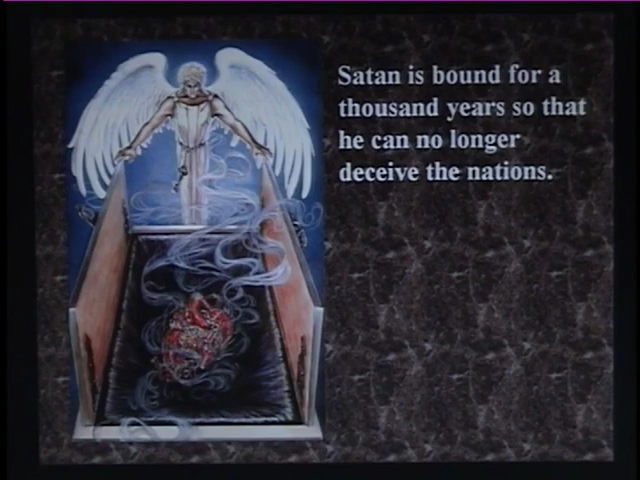 Satan is bound for a
thousand years so that
he can no longer
deceive the nations.